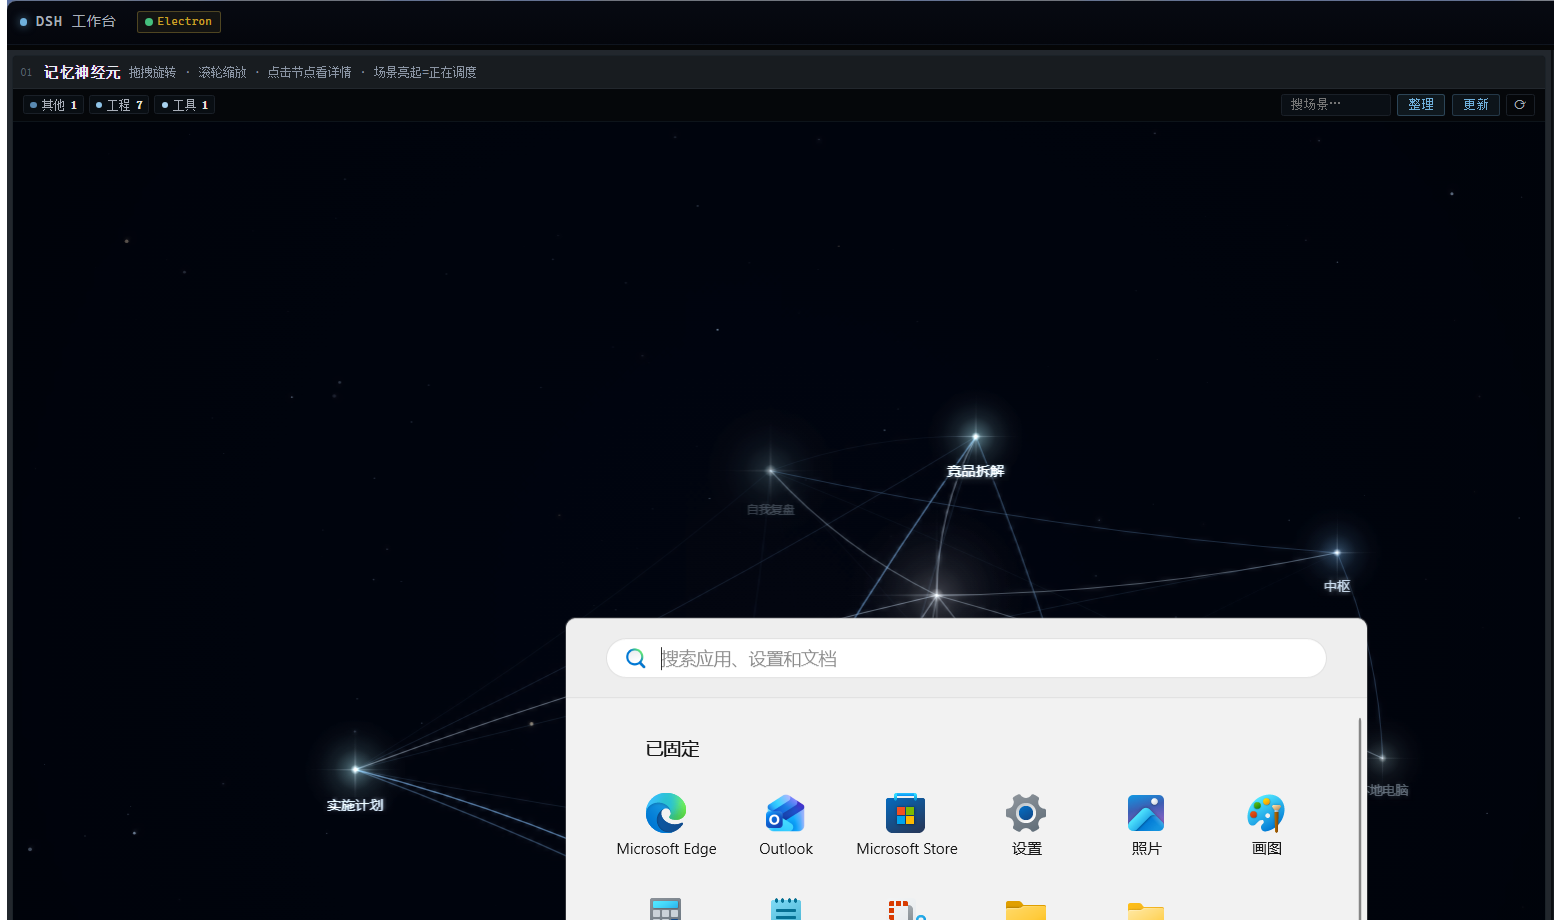 DSH 工作台
Electron
01 记忆神经元 拖拽旋转 · 滚轮缩放 · 点击节点看详情 · 场景亮起=正在调度
其他 1 工程 7 工具 1
搜场景… 整理 更新
竞品拆解
自我复盘
中枢
搜索应用、设置和文档
已固定
实施计划
地电脑
Microsoft Edge Outlook Microsoft Store 设置 照片 画图